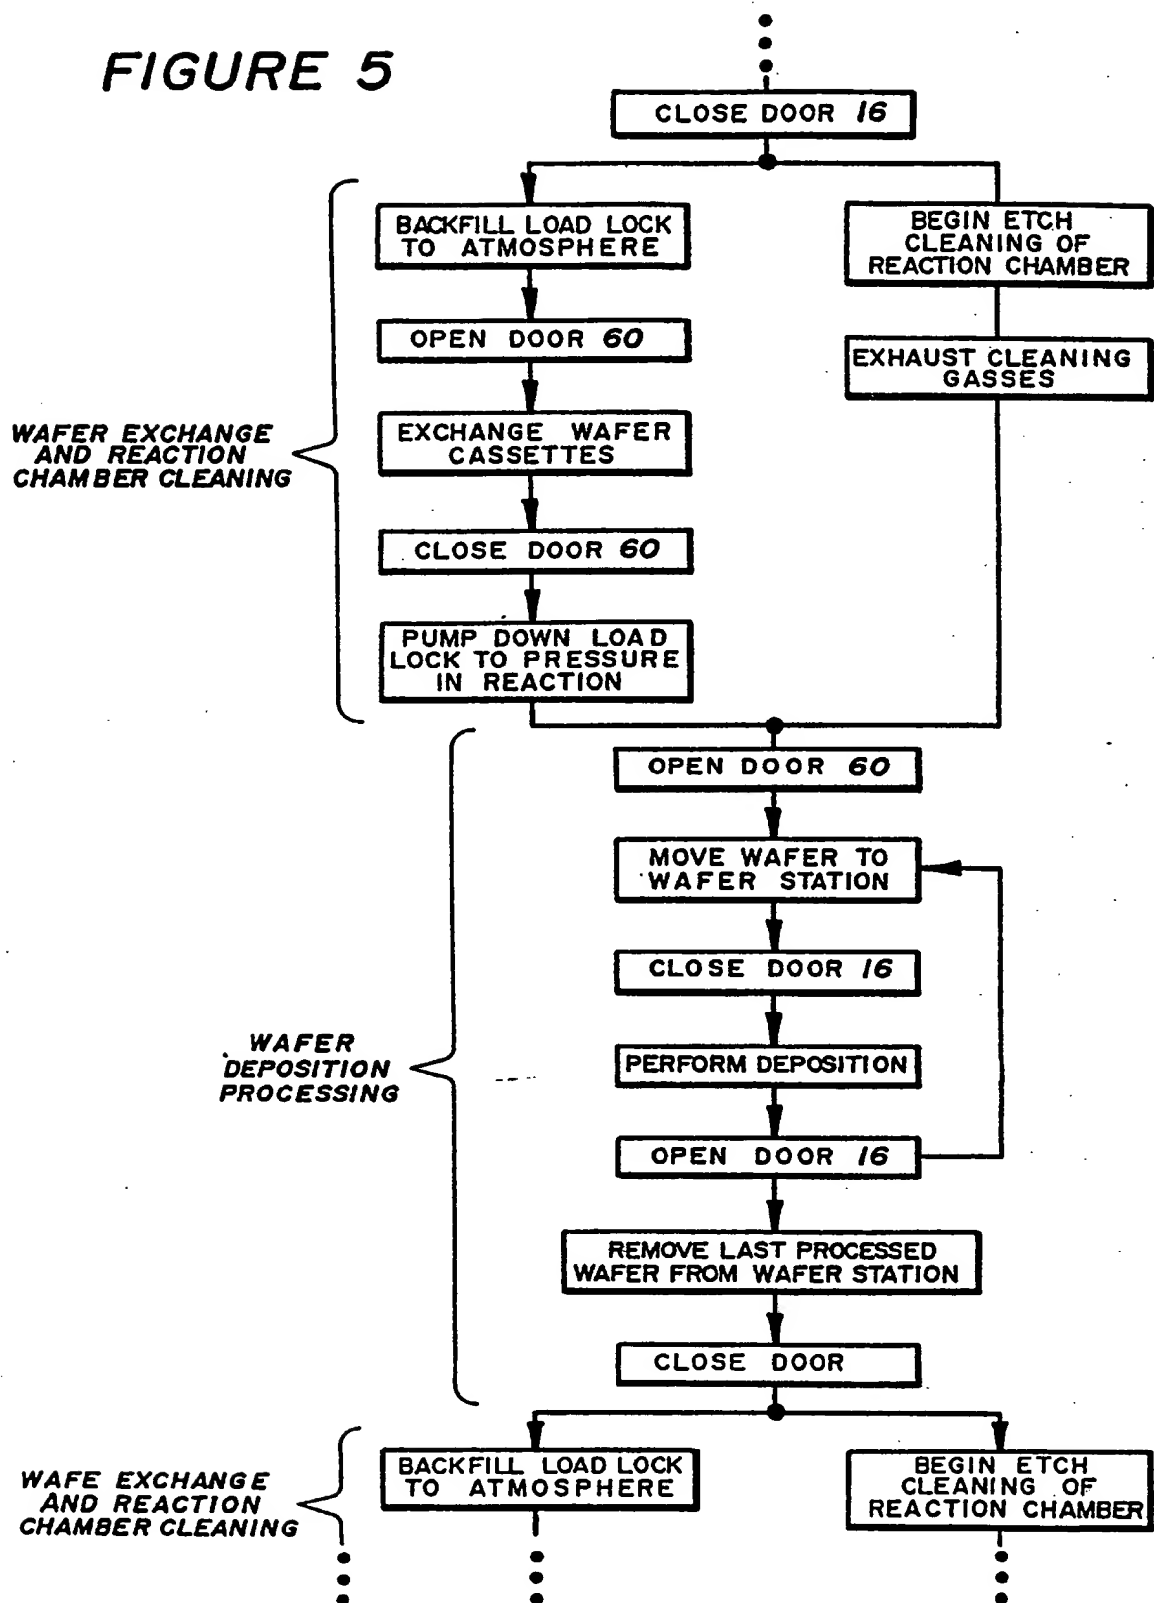 FIGURE 5
CLOSE DOOR 16
BACKFILL LOAD LOCK
TO ATMOSPHERE
OPEN DOOR 60
EXCHANGE WAFER
CASSETTES
CLOSE DOOR 60
PUMP DOWN LOAD
LOCK TO PRESSURE
IN REACTION
BEGIN ETCH
CLEANING OF
REACTION CHAMBER
EXHAUST CLEANING
GASSES
WAFER EXCHANGE
AND REACTION
CHAMBER CLEANING
OPEN DOOR 60
MOVE WAFER TO
WAFER STATION
CLOSE DOOR 16
PERFORM DEPOSITION
OPEN DOOR 16
REMOVE LAST PROCESSED
WAFER FROM WAFER STATION
CLOSE DOOR
WAFER
DEPOSITION
PROCESSING
BACKFILL LOAD LOCK
TO ATMOSPHERE
BEGIN ETCH
CLEANING OF
REACTION CHAMBER
WAFE EXCHANGE
AND REACTION
CHAMBER CLEANING